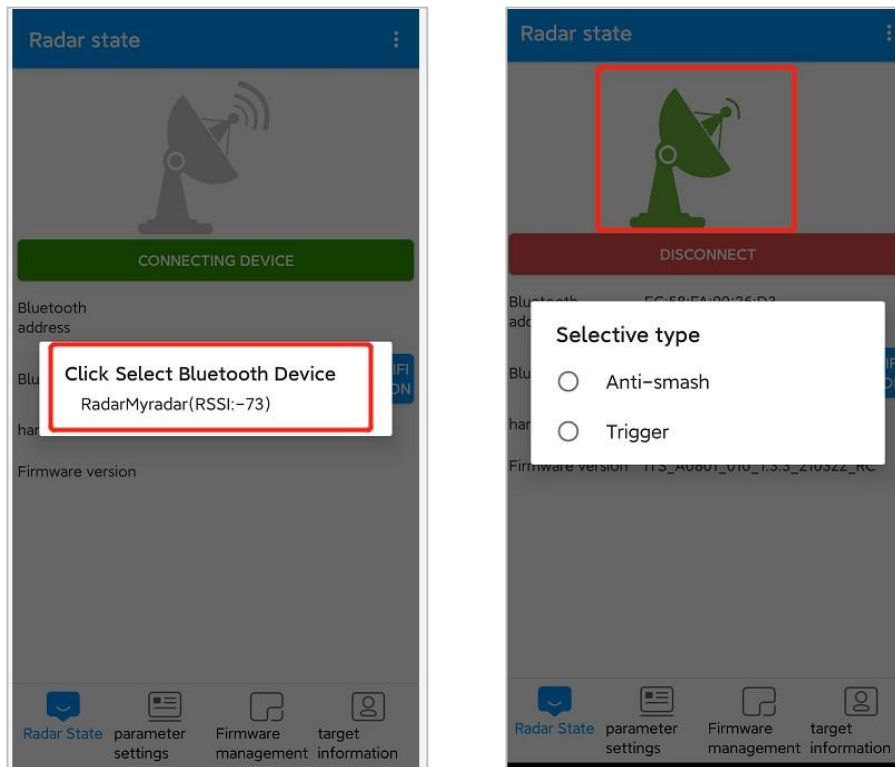 Radar state
CONNECTING DEVICE
Bluetooth
address
Click Select Bluetooth Device
RadarMyradar(RSSI:-73)
Firmware version
Radar State
parameter
settings
Firmware
management
target
information
Radar state
DISCONNECT
Selective type
Anti-smash
Trigger
Firmware version
Radar State
parameter
settings
Firmware
management
target
information